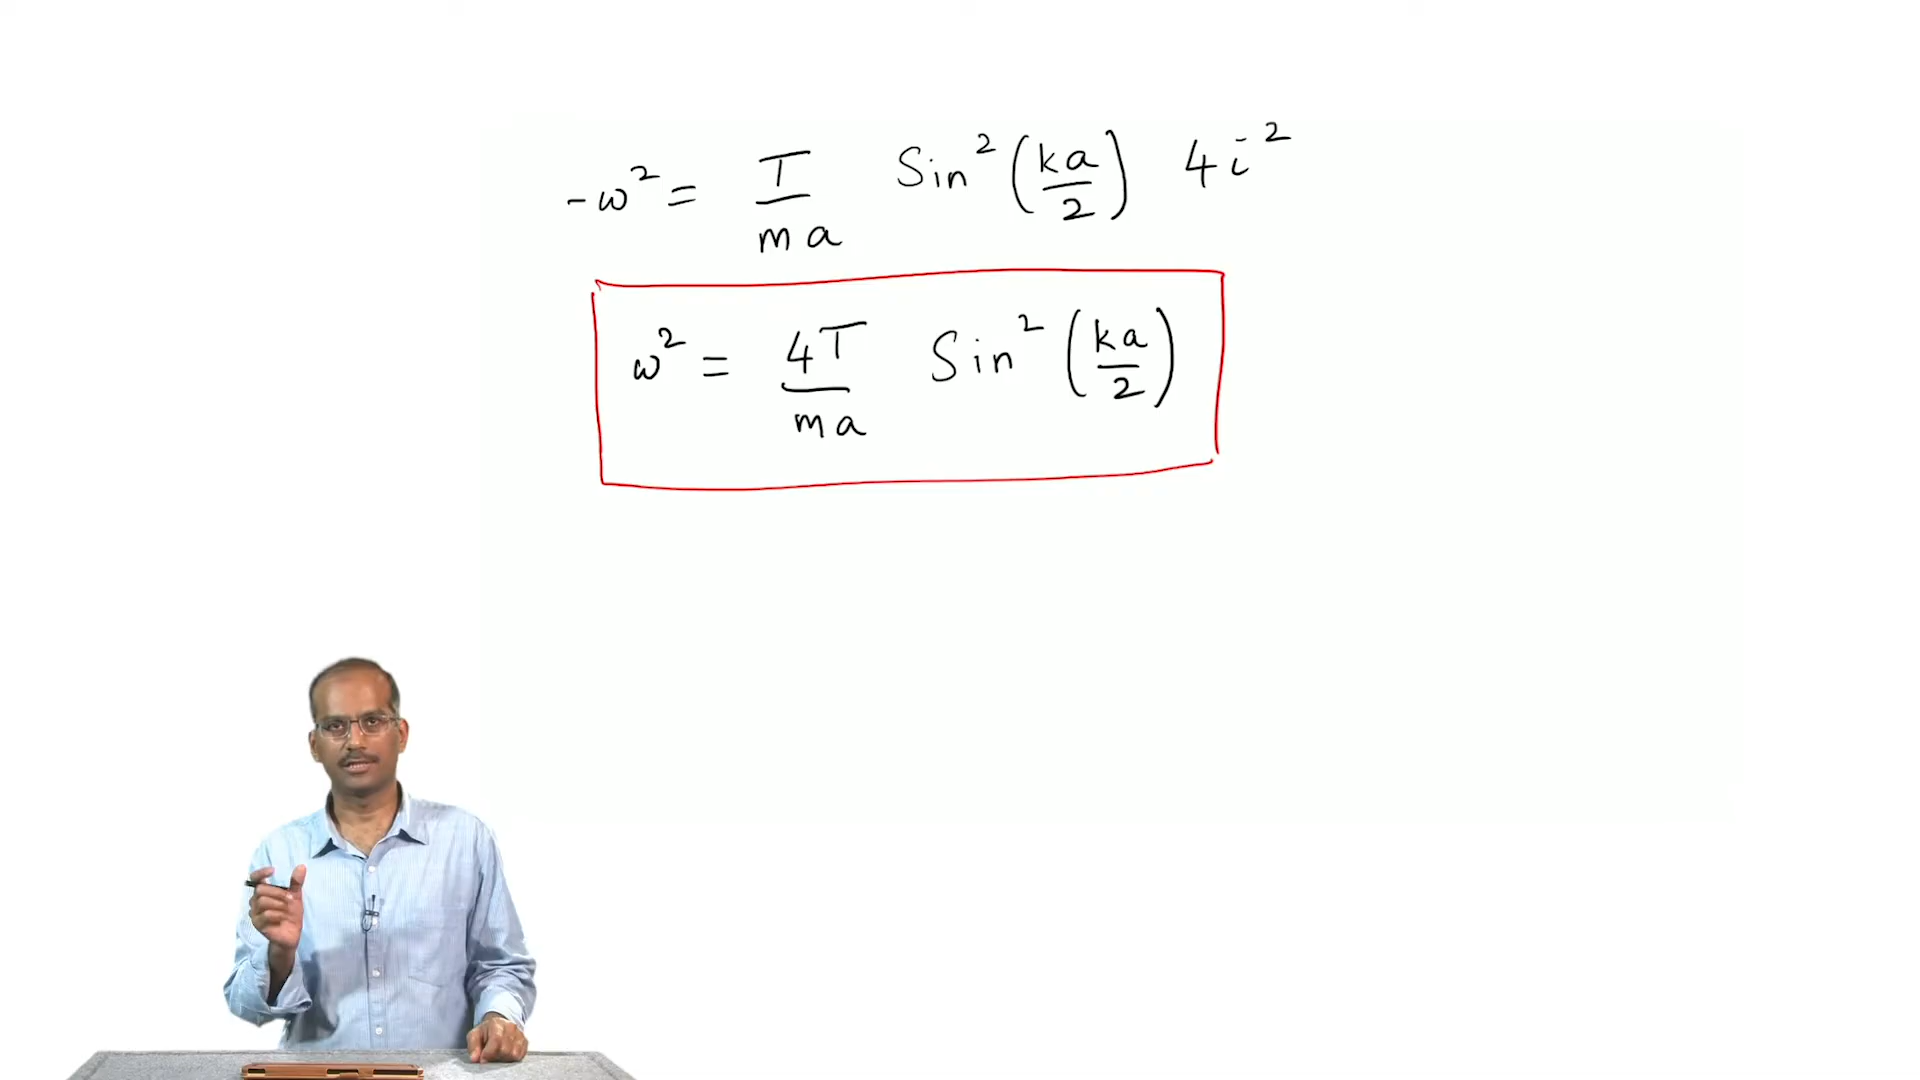 -ω² = T/ma Sin²(ka/2) 4i²
ω² = 4T/ma Sin²(ka/2)